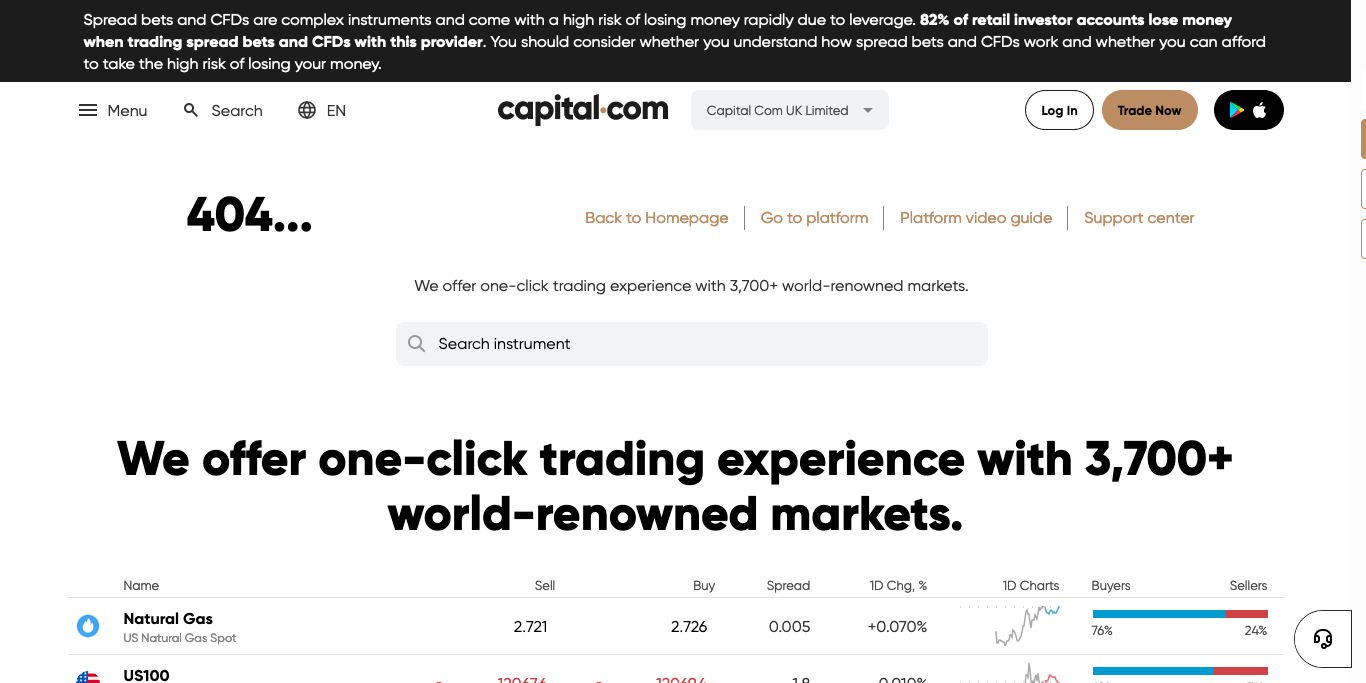 Spread bets and CFDs are complex instruments and come with a high risk of losing money rapidly due to leverage. 82% of retail investor accounts lose money
when trading spread bets and CFDs with this provider. You should consider whether you understand how spread bets and CFDs work and whether you can afford
to take the high risk of losing your money.
Menu Search EN capital.com Capital Com UK Limited Log In Trade Now
404... Back to Homepage Go to platform Platform video guide Support center
We offer one-click trading experience with 3,700+ world-renowned markets.
Search instrument
We offer one-click trading experience with 3,700+
world-renowned markets.
Name Sell Buy Spread 1D Chg, % 1D Charts Buyers Sellers
Natural Gas 2.721 2.726 0.005 +0.070% 76% 24%
US Natural Gas Spot
US100